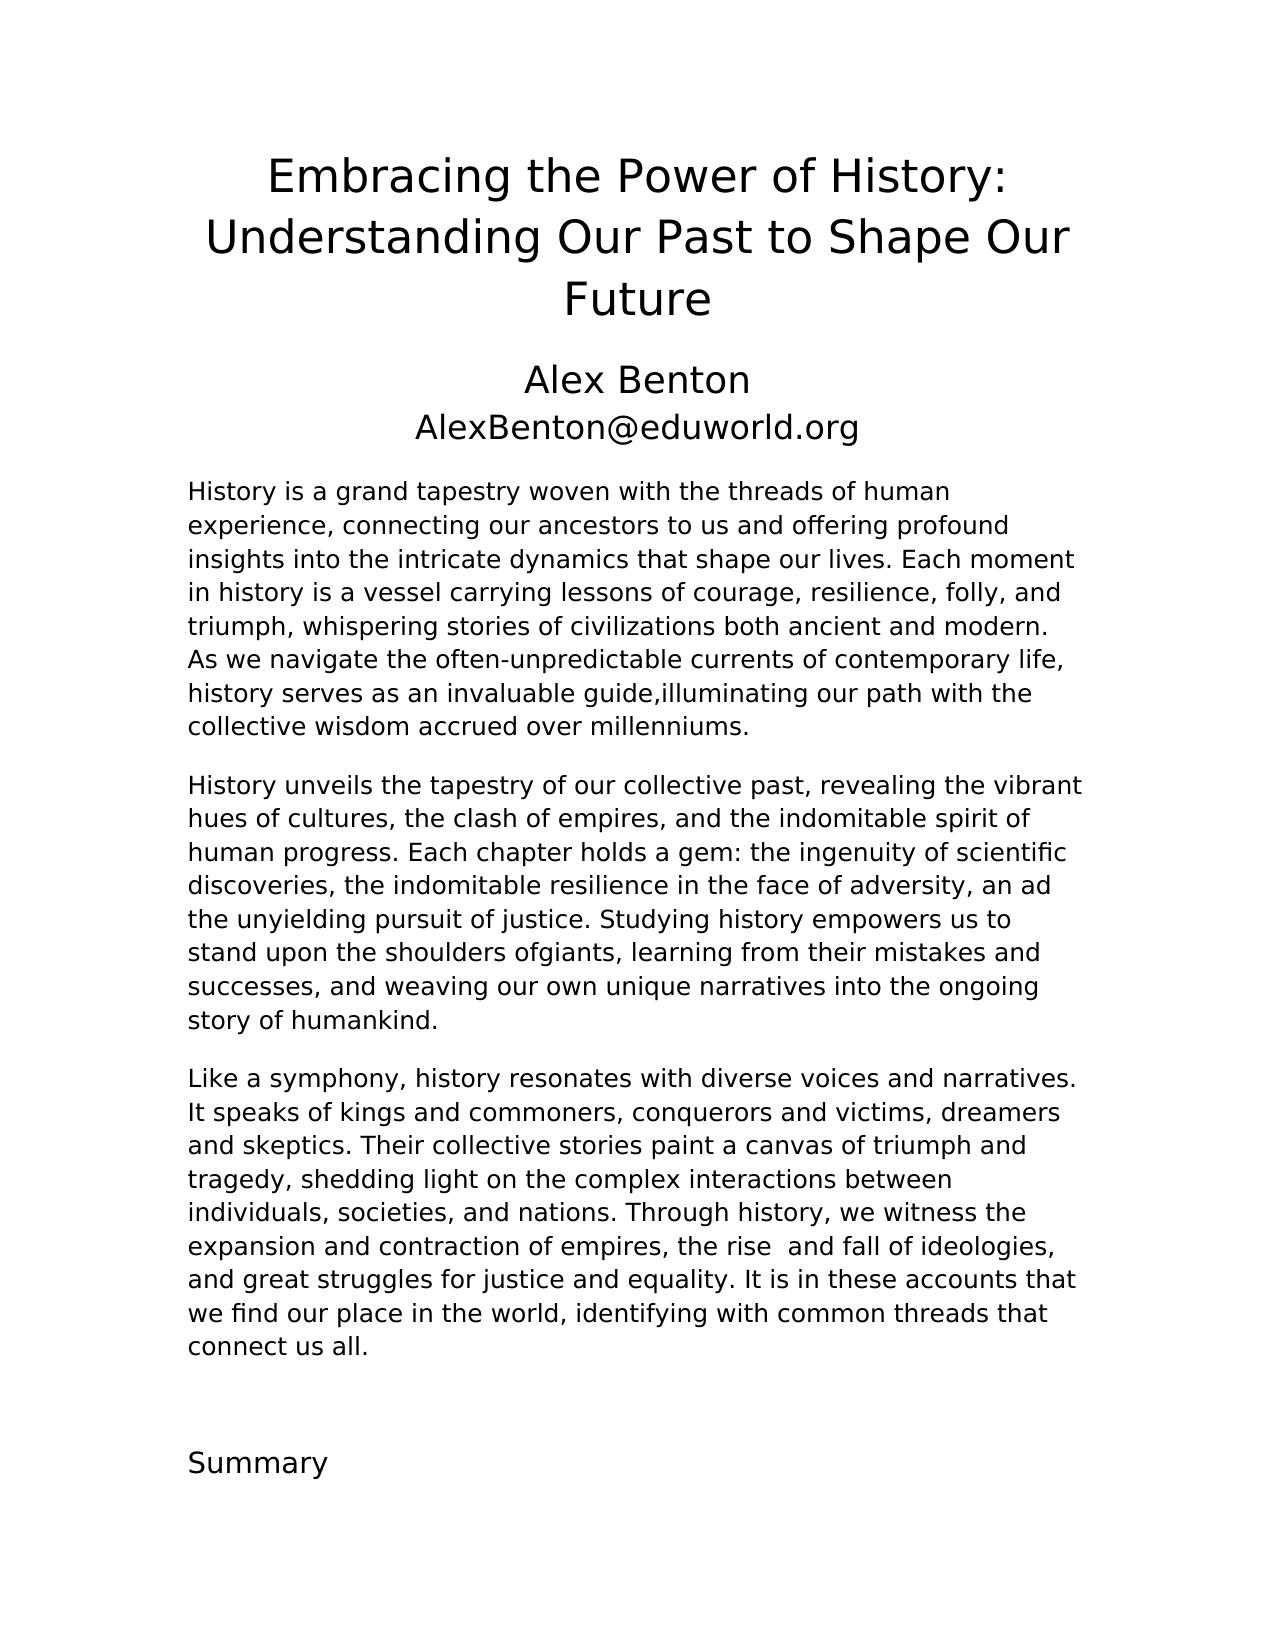 Embracing the Power of History:
Understanding Our Past to Shape Our
Future
Alex Benton
AlexBenton@eduworld.org
History is a grand tapestry woven with the threads of human
experience, connecting our ancestors to us and offering profound
insights into the intricate dynamics that shape our lives. Each moment
in history is a vessel carrying lessons of courage, resilience, folly, and
triumph, whispering stories of civilizations both ancient and modern.
As we navigate the often-unpredictable currents of contemporary life,
history serves as an invaluable guide,illuminating our path with the
collective wisdom accrued over millenniums.
History unveils the tapestry of our collective past, revealing the vibrant
hues of cultures, the clash of empires, and the indomitable spirit of
human progress. Each chapter holds a gem: the ingenuity of scientific
discoveries, the indomitable resilience in the face of adversity, an ad
the unyielding pursuit of justice. Studying history empowers us to
stand upon the shoulders ofgiants, learning from their mistakes and
successes, and weaving our own unique narratives into the ongoing
story of humankind.
Like a symphony, history resonates with diverse voices and narratives.
It speaks of kings and commoners, conquerors and victims, dreamers
and skeptics. Their collective stories paint a canvas of triumph and
tragedy, shedding light on the complex interactions between
individuals, societies, and nations. Through history, we witness the
expansion and contraction of empires, the rise  and fall of ideologies,
and great struggles for justice and equality. It is in these accounts that
we find our place in the world, identifying with common threads that
connect us all.
Summary